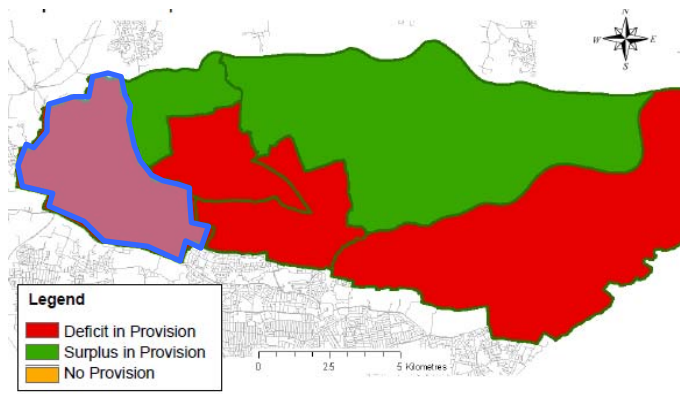 N
W E
S
Legend
Deficit in Provision
Surplus in Provision
No Provision
0 2.5 5 Kilometres